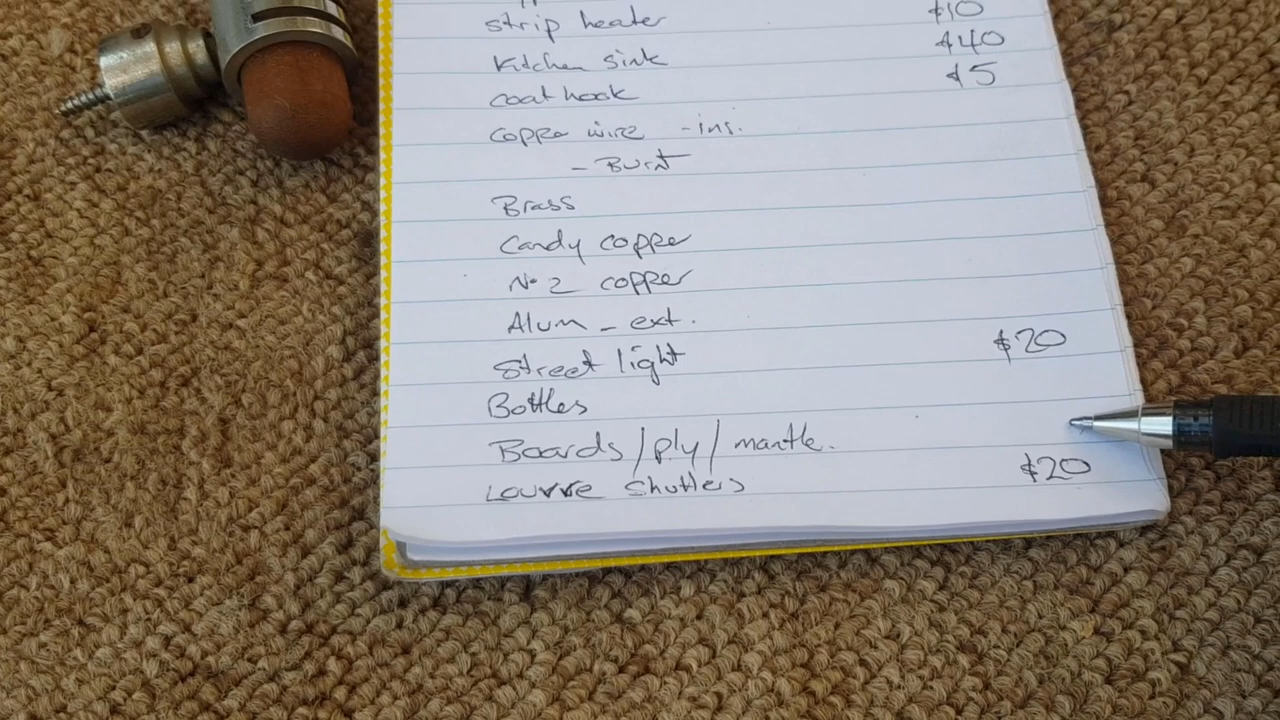 strip heater $10
Kitchen sink $40
coat hook $5
copper wire - ins.
- Burnt
Brass
Candy copper
No 2 copper
Alum - ext.
Street light $20
Bottles
Boards/ply/mantle.
Louvre shutters $20